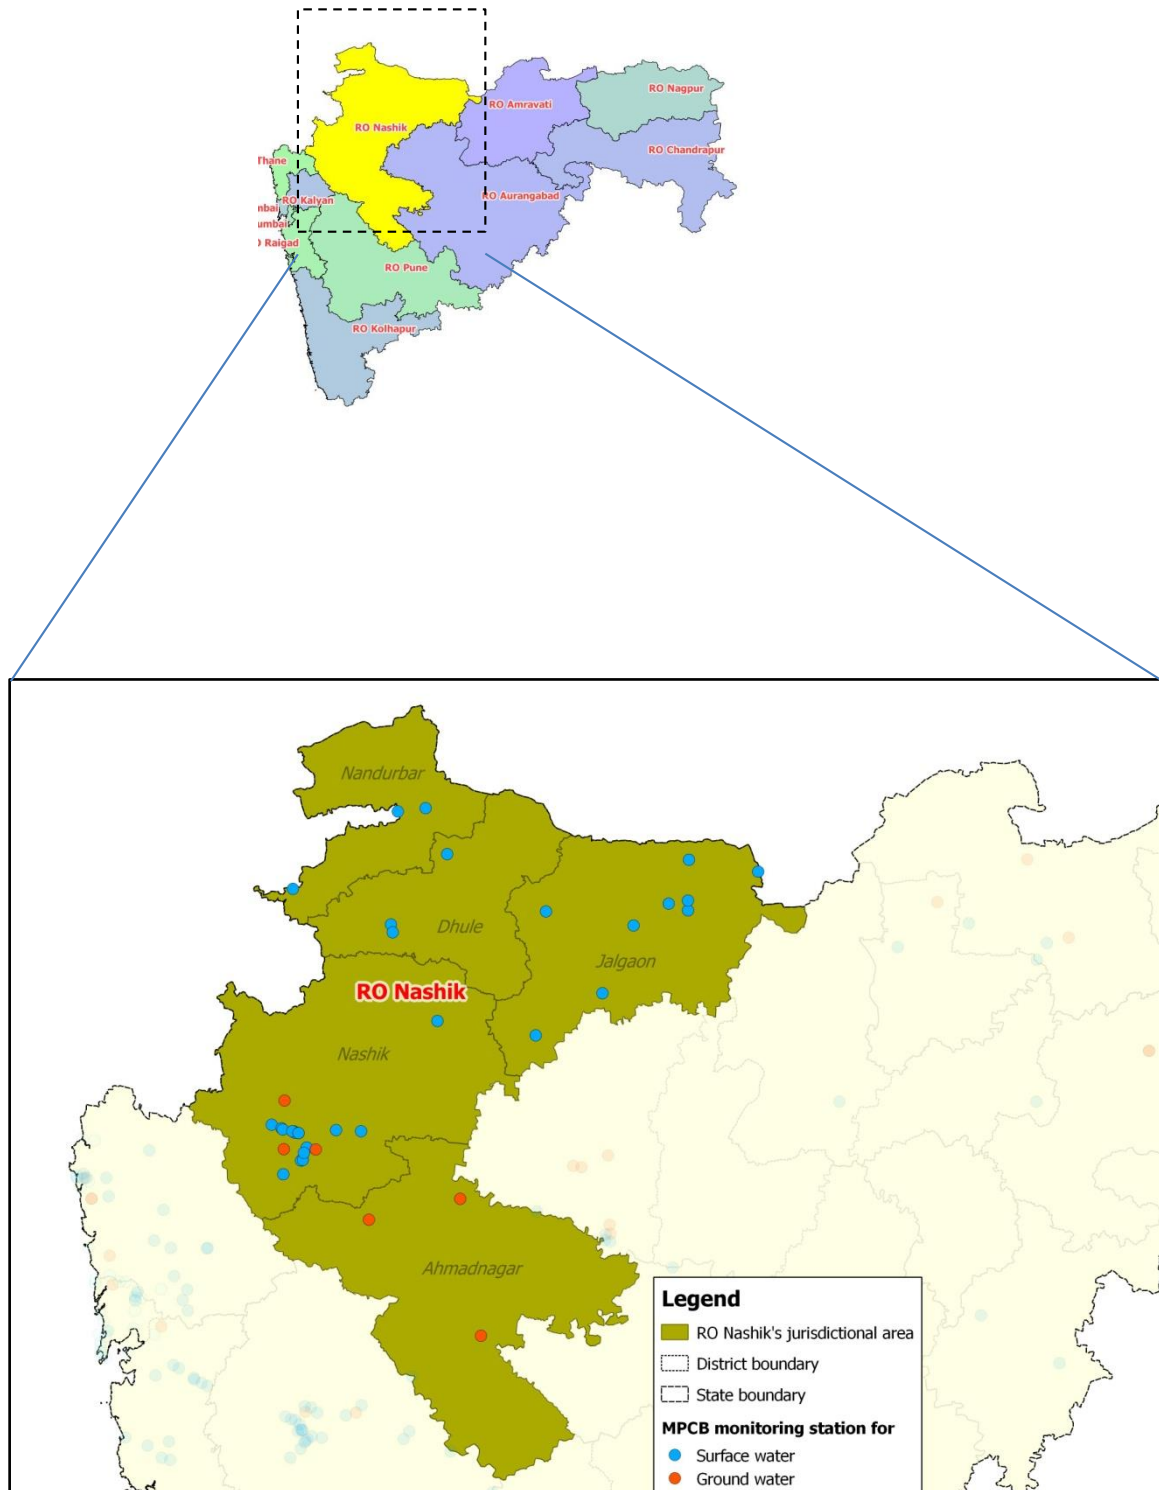 RO Nagpur
RO Amravati
RO Nashik
RO Chandrapur
Thane
RO Aurangabad
RO Kalyan
mbai
umbai
O Raigad
RO Pune
RO Kolhapur
Nandurbar
Dhule
Jalgaon
RO Nashik
Nashik
Ahmadnagar
Legend
RO Nashik's jurisdictional area
District boundary
State boundary
MPCB monitoring station for
Surface water
Ground water